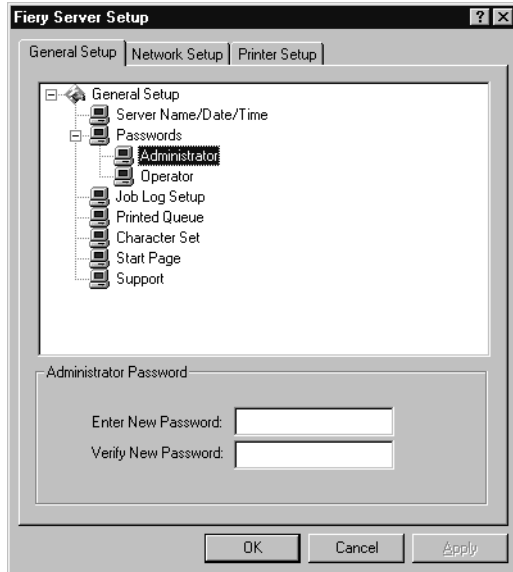 Fiery Server Setup
General Setup Network Setup Printer Setup
General Setup
Server Name/Date/Time
Passwords
Administrator
Operator
Job Log Setup
Printed Queue
Character Set
Start Page
Support
Administrator Password
Enter New Password:
Verify New Password:
OK Cancel Apply